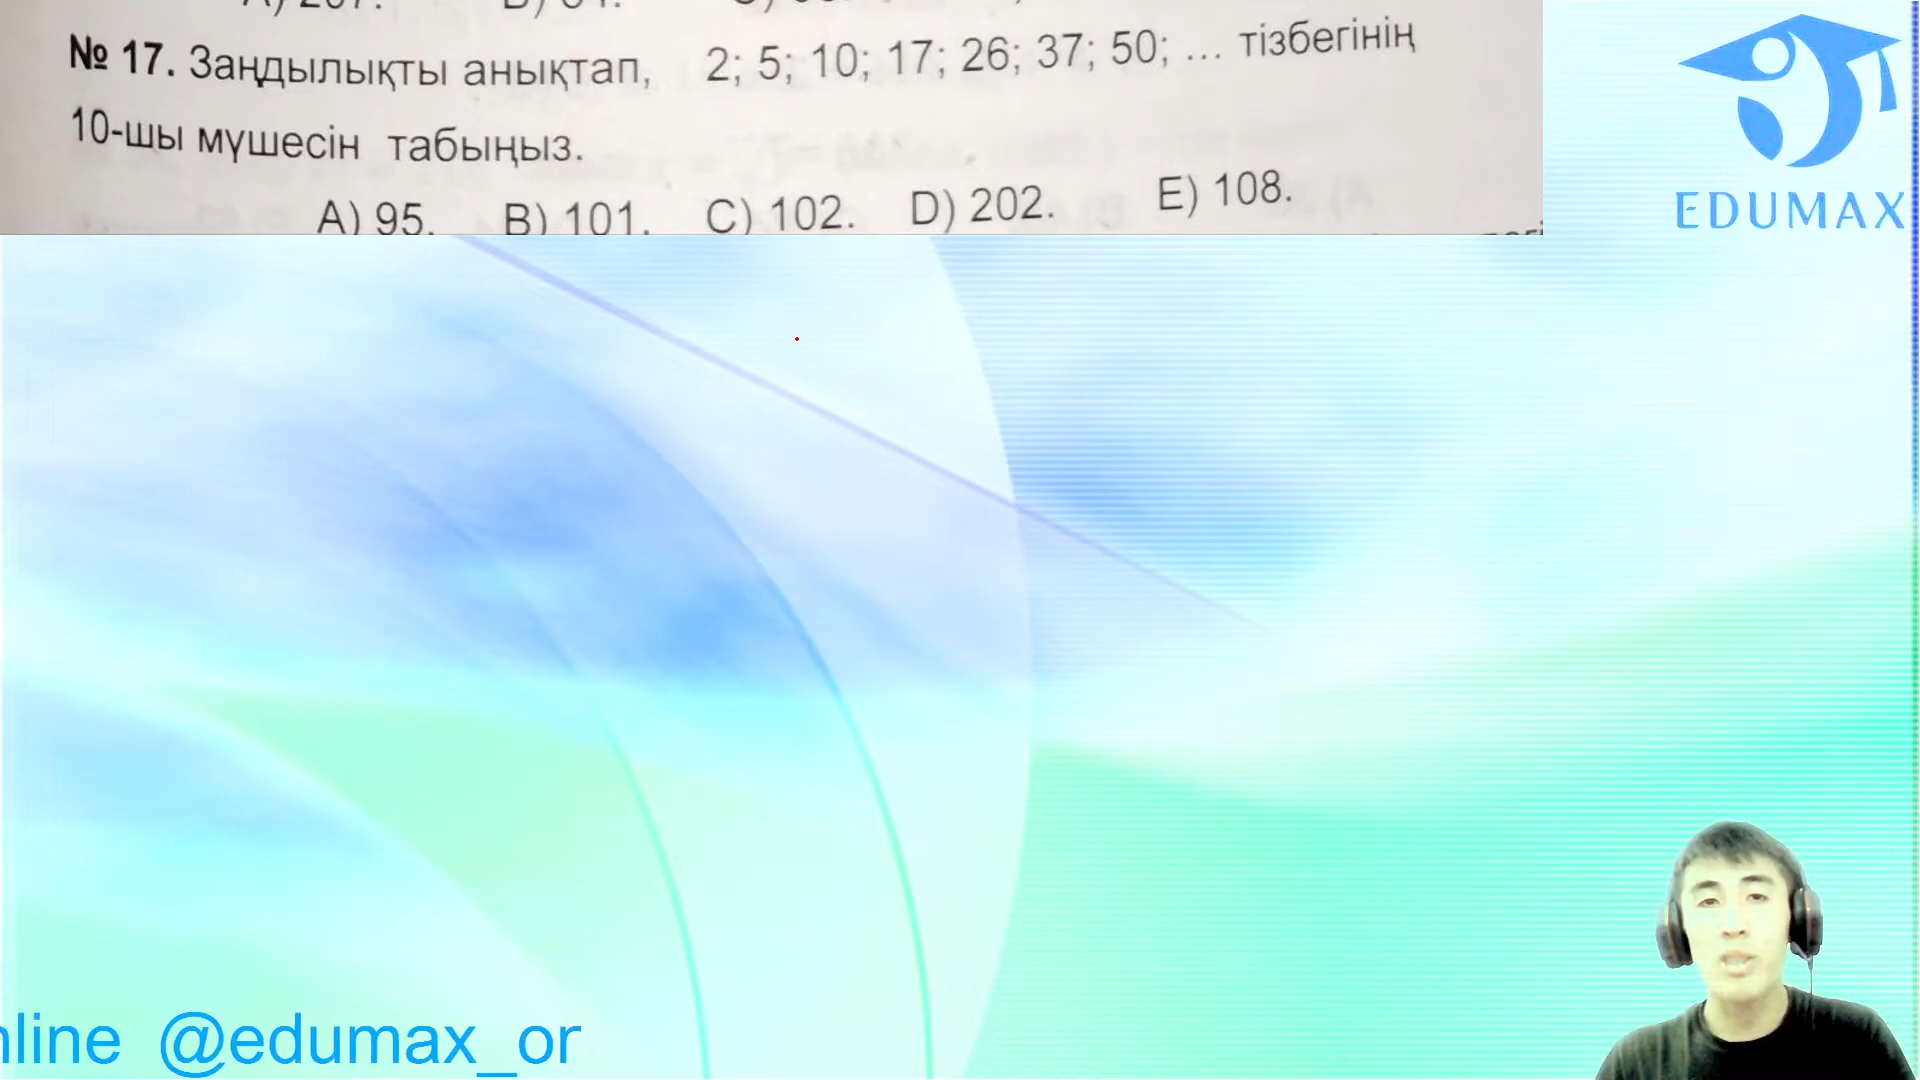 № 17. Заңдылықты анықтап, 2; 5; 10; 17; 26; 37; 50; ... тізбегінің
10-шы мүшесін табыңыз.
A) 95. B) 101. C) 102. D) 202. E) 108.
EDUMAX
@edumax_or